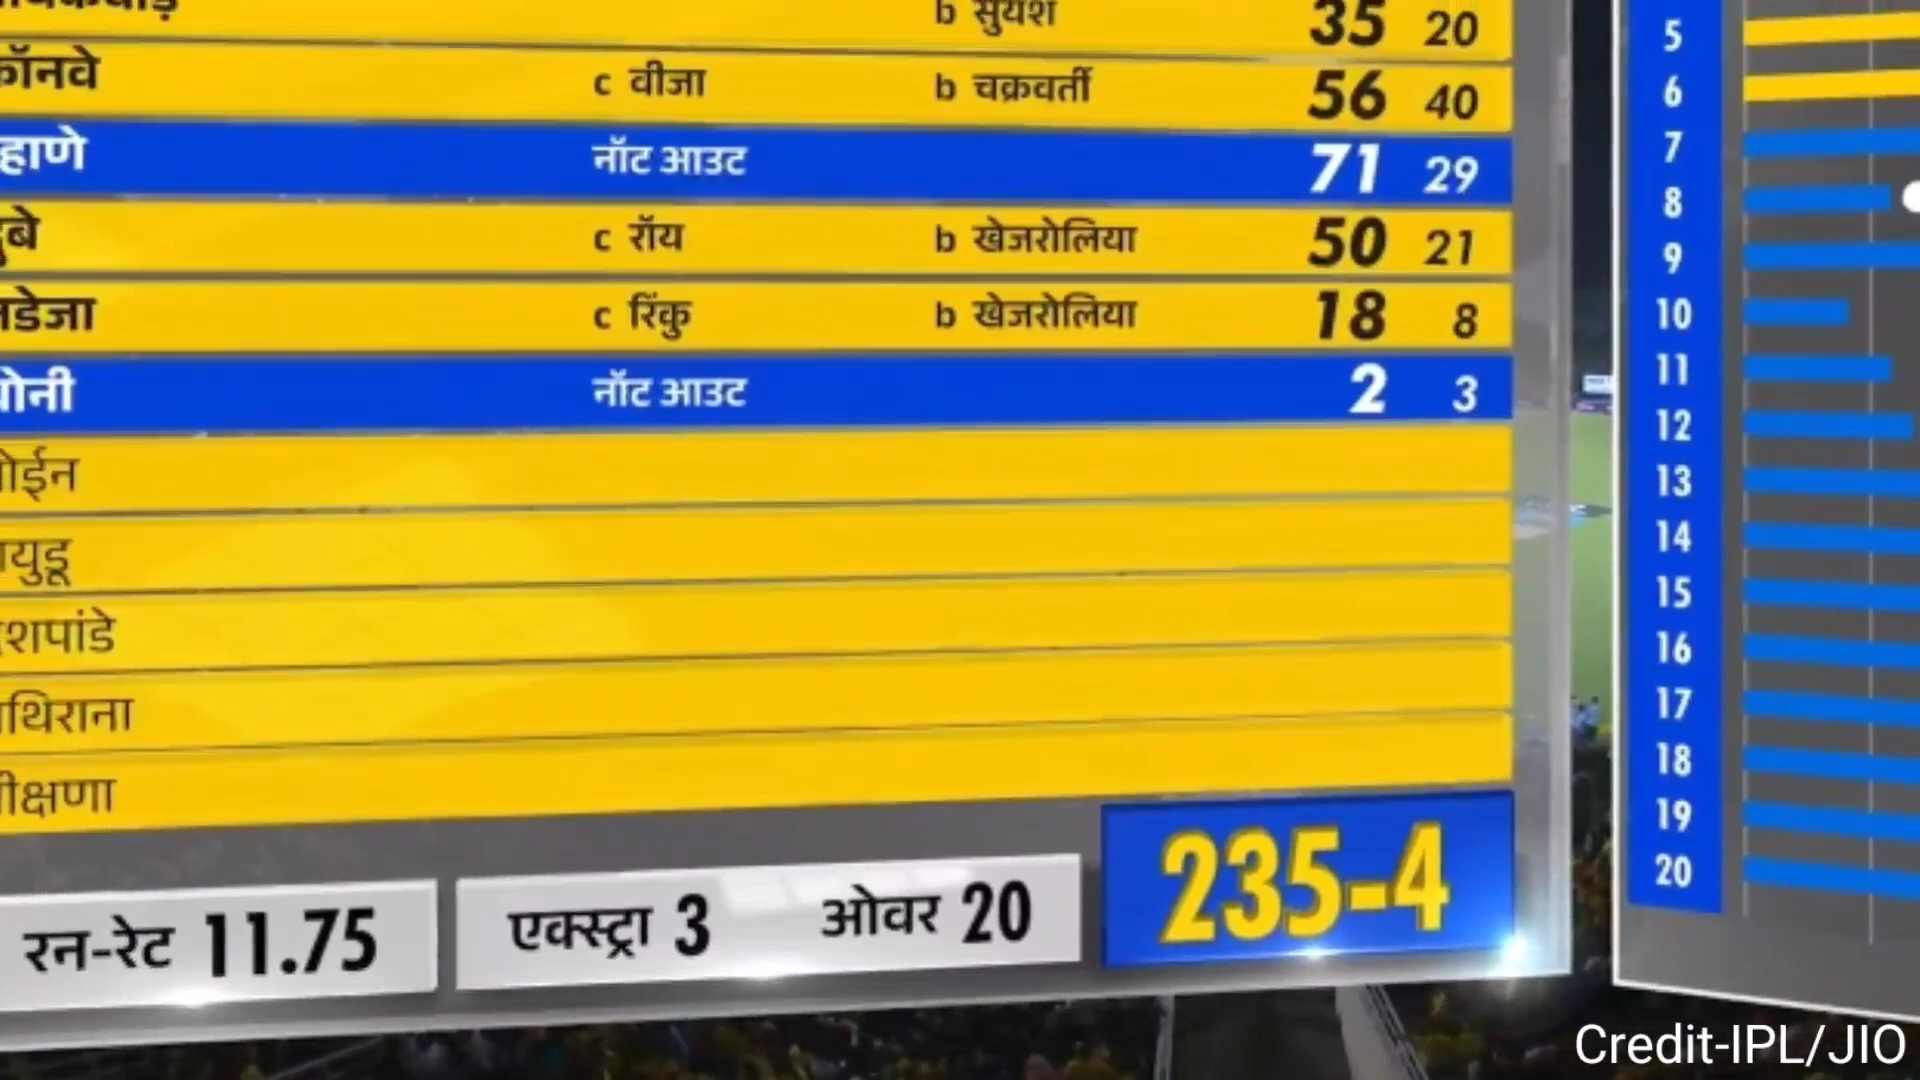 b सुयश 35 20
कॉनवे c वीजा b चक्रवर्ती 56 40
हाणे नॉट आउट 71 29
दुबे c रॉय b खेजरोलिया 50 21
जडेजा c रिंकु b खेजरोलिया 18 8
धोनी नॉट आउट 2 3
मोईन
रायुडू
देशपांडे
पथिराना
तीक्षणा
रन-रेट 11.75 एक्स्ट्रा 3 ओवर 20 235-4
5
6
7
8
9
10
11
12
13
14
15
16
17
18
19
20
Credit-IPL/JIO